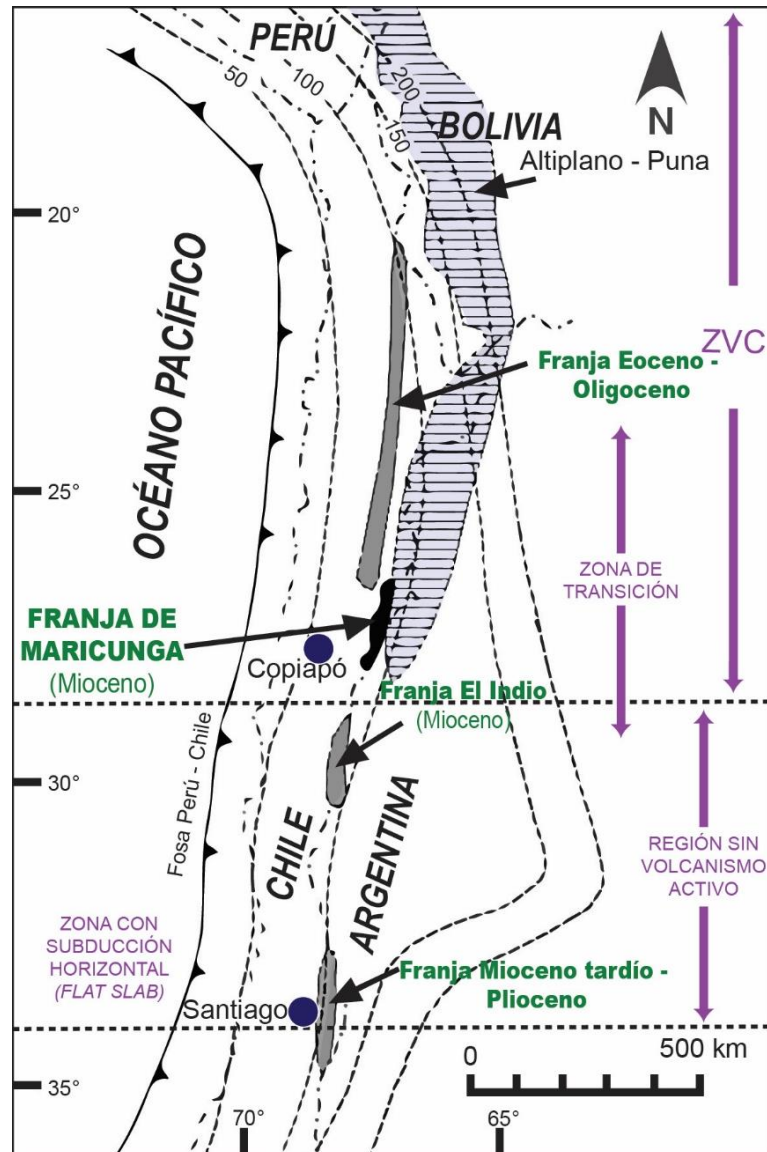 PERÚ
50
100
200
150
BOLIVIA
N
Altiplano - Puna
20°
OCÉANO PACÍFICO
ZVC
Franja Eoceno -
Oligoceno
25°
ZONA DE
TRANSICIÓN
FRANJA DE
MARICUNGA
(Mioceno)
Copiapó
Franja El Indio
(Mioceno)
Fosa Perú - Chile
30°
CHILE
ARGENTINA
REGIÓN SIN
VOLCANISMO
ACTIVO
ZONA CON
SUBDUCCIÓN
HORIZONTAL
(FLAT SLAB)
Franja Mioceno tardío -
Plioceno
Santiago
0
500 km
35°
70°
65°